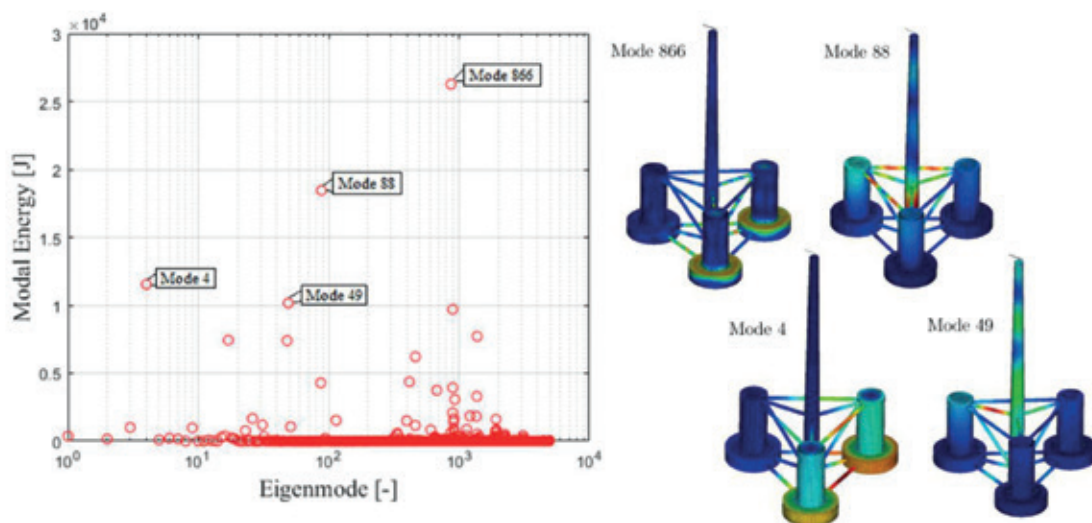 ×10⁴
3
2.5
2
1.5
1
0.5
0
10⁰
10¹
10²
10³
10⁴
Modal Energy [J]
Eigenmode [-]
Mode 866
Mode 88
Mode 4
Mode 49
Mode 866
Mode 88
Mode 4
Mode 49